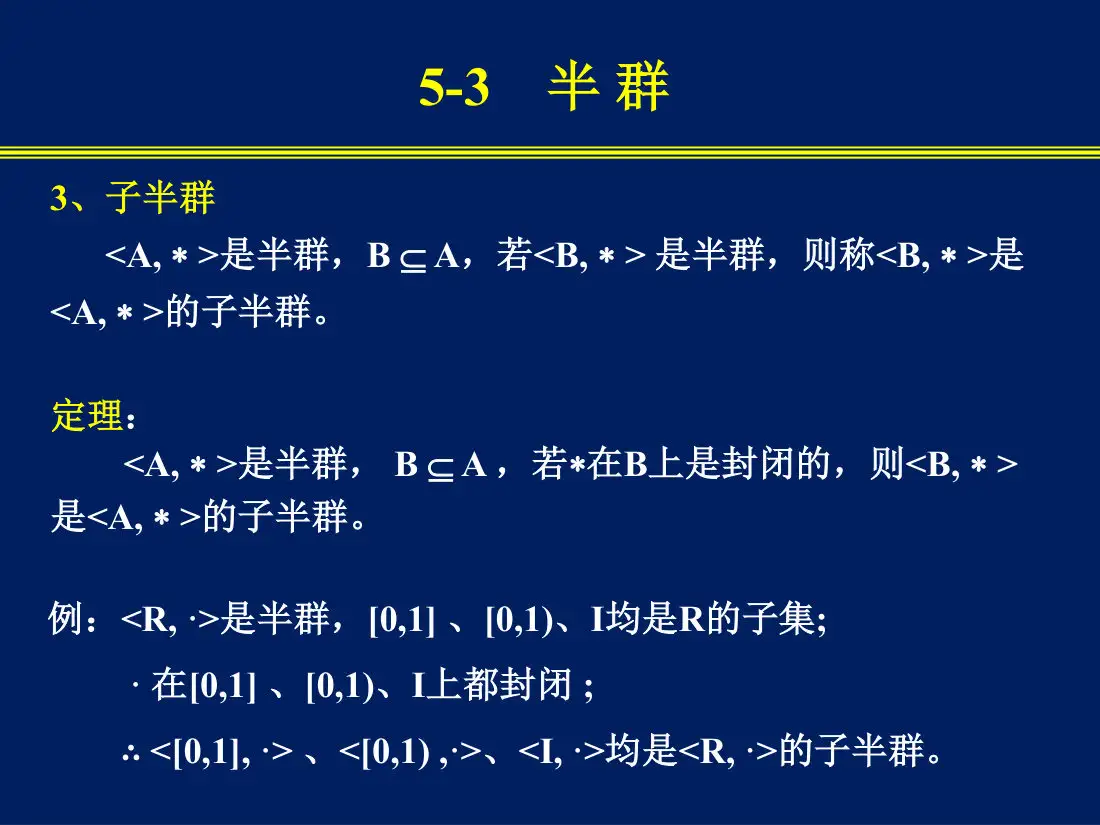 5-3 半 群
3、子半群
<A, * >是半群，B ⊆ A，若<B, * > 是半群，则称<B, * >是
<A, * >的子半群。
定理：
<A, * >是半群， B ⊆ A ，若*在B上是封闭的，则<B, * >
是<A, * >的子半群。
例：<R, ·>是半群，[0,1] 、[0,1)、I均是R的子集;
· 在[0,1] 、[0,1)、I上都封闭 ;
∴ <[0,1], ·> 、<[0,1) ,·>、<I, ·>均是<R, ·>的子半群。